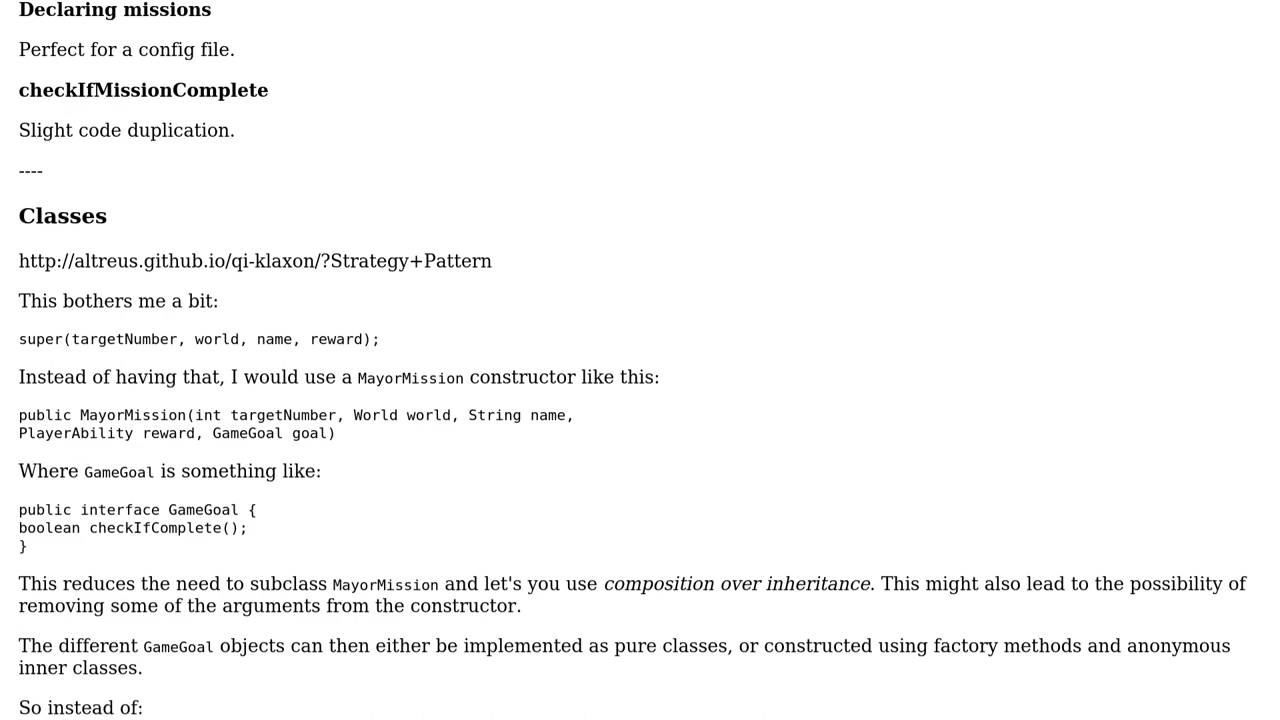 Declaring missions
Perfect for a config file.
checkIfMissionComplete
Slight code duplication.
----
Classes
http://altreus.github.io/qi-klaxon/?Strategy+Pattern
This bothers me a bit:
super(targetNumber, world, name, reward);
Instead of having that, I would use a MayorMission constructor like this:
public MayorMission(int targetNumber, World world, String name,
PlayerAbility reward, GameGoal goal)
Where GameGoal is something like:
public interface GameGoal {
boolean checkIfComplete();
}
This reduces the need to subclass MayorMission and let's you use composition over inheritance. This might also lead to the possibility of
removing some of the arguments from the constructor.
The different GameGoal objects can then either be implemented as pure classes, or constructed using factory methods and anonymous
inner classes.
So instead of: